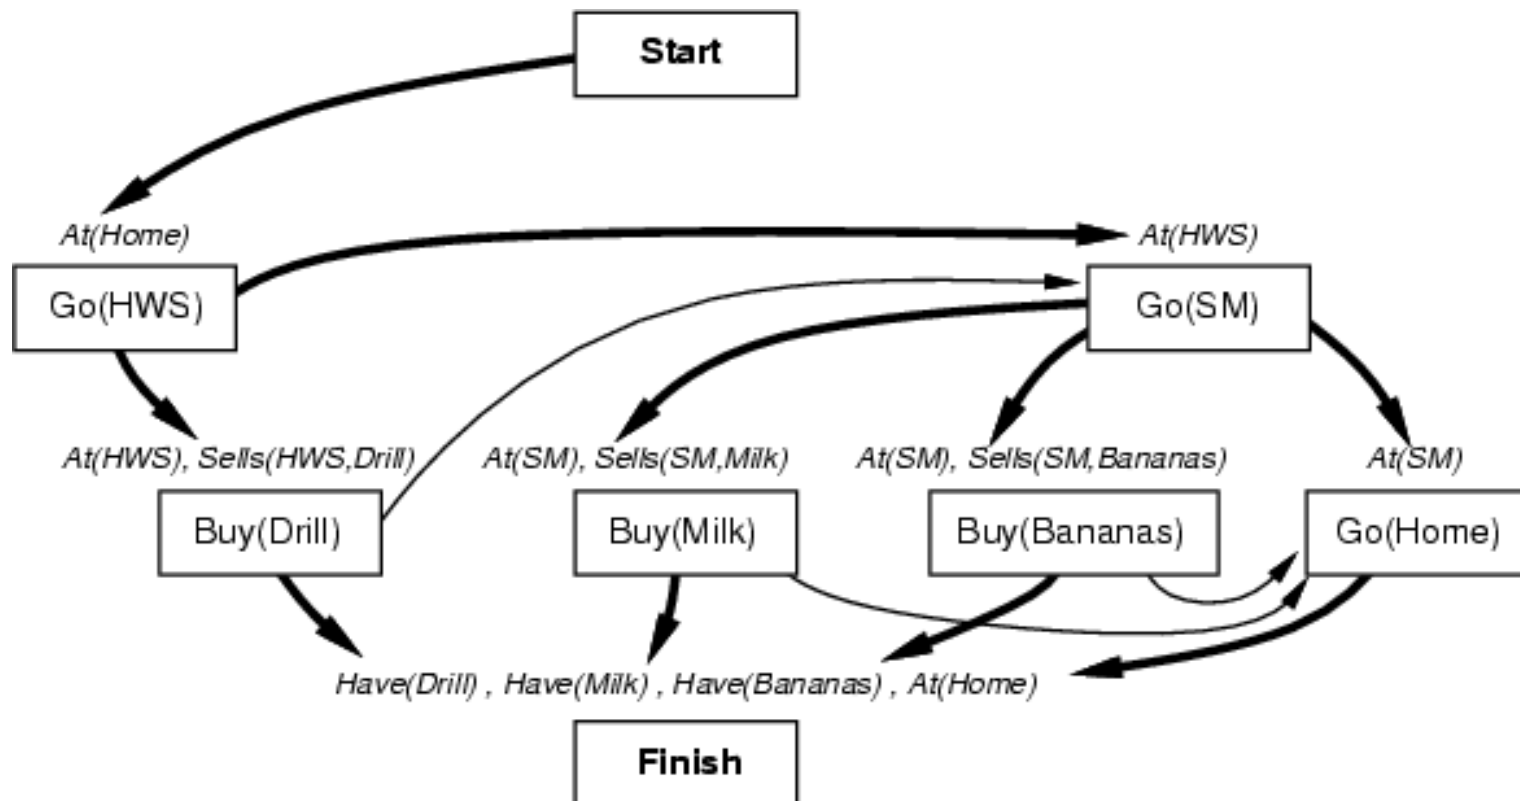 Start
At(Home)
At(HWS)
Go(HWS)
Go(SM)
At(HWS), Sells(HWS,Drill)
At(SM), Sells(SM,Milk)
At(SM), Sells(SM,Bananas)
At(SM)
Buy(Drill)
Buy(Milk)
Buy(Bananas)
Go(Home)
Have(Drill) , Have(Milk) , Have(Bananas) , At(Home)
Finish